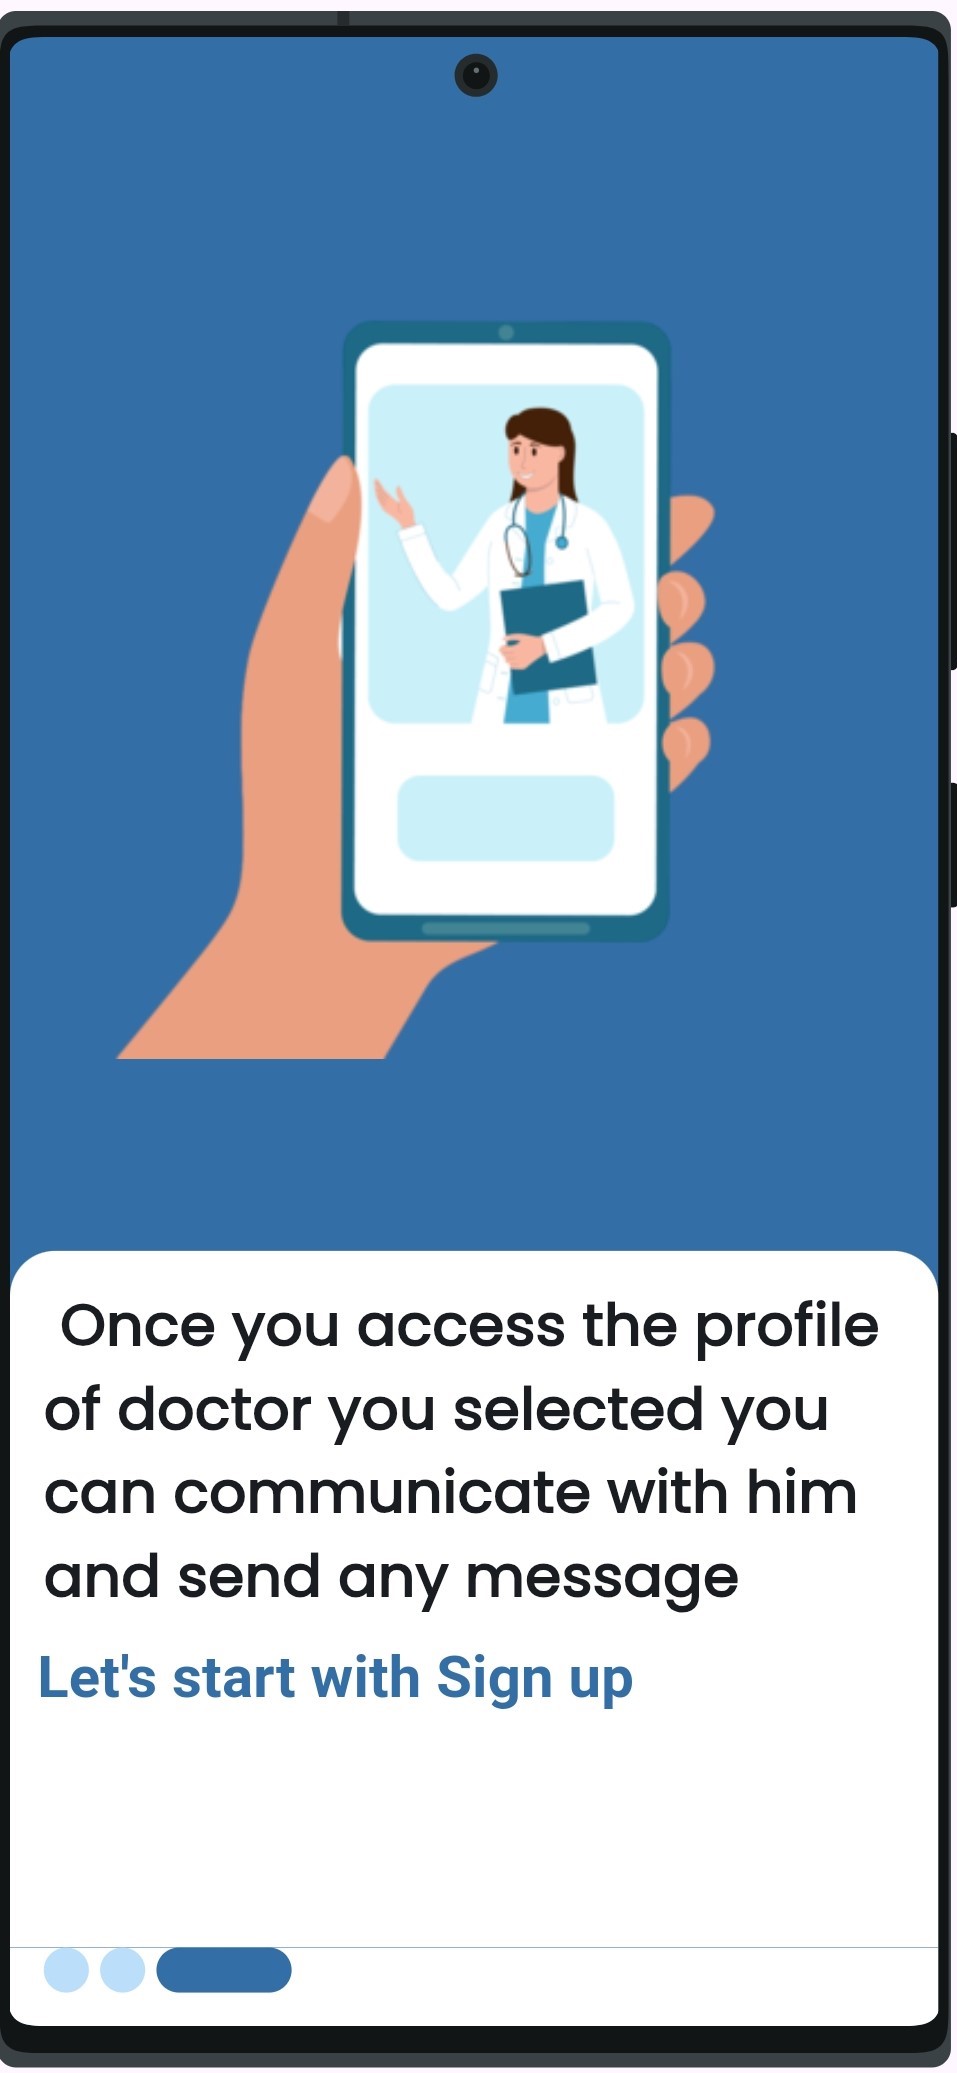 Once you access the profile
of doctor you selected you
can communicate with him
and send any message
Let's start with Sign up